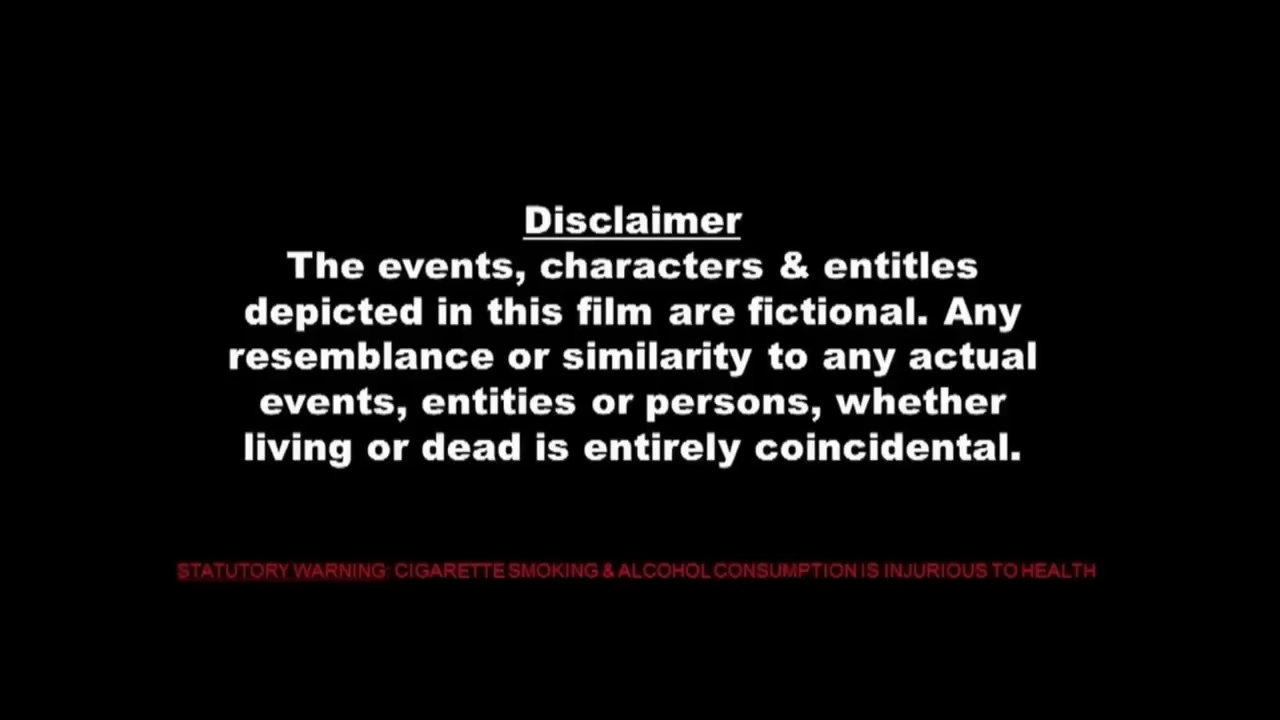 Disclaimer
The events, characters & entitles
depicted in this film are fictional. Any
resemblance or similarity to any actual
events, entities or persons, whether
living or dead is entirely coincidental.
STATUTORY WARNING: CIGARETTE SMOKING & ALCOHOL CONSUMPTION IS INJURIOUS TO HEALTH